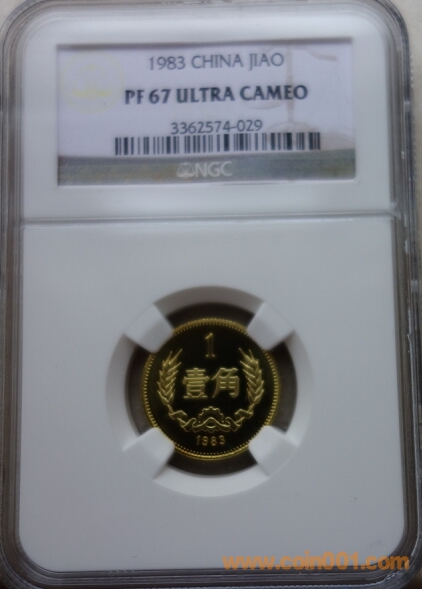 1983 CHINA JIAO
PF 67 ULTRA CAMEO
3362574-029
NGC
1
壹角
1983
www.coin001.com